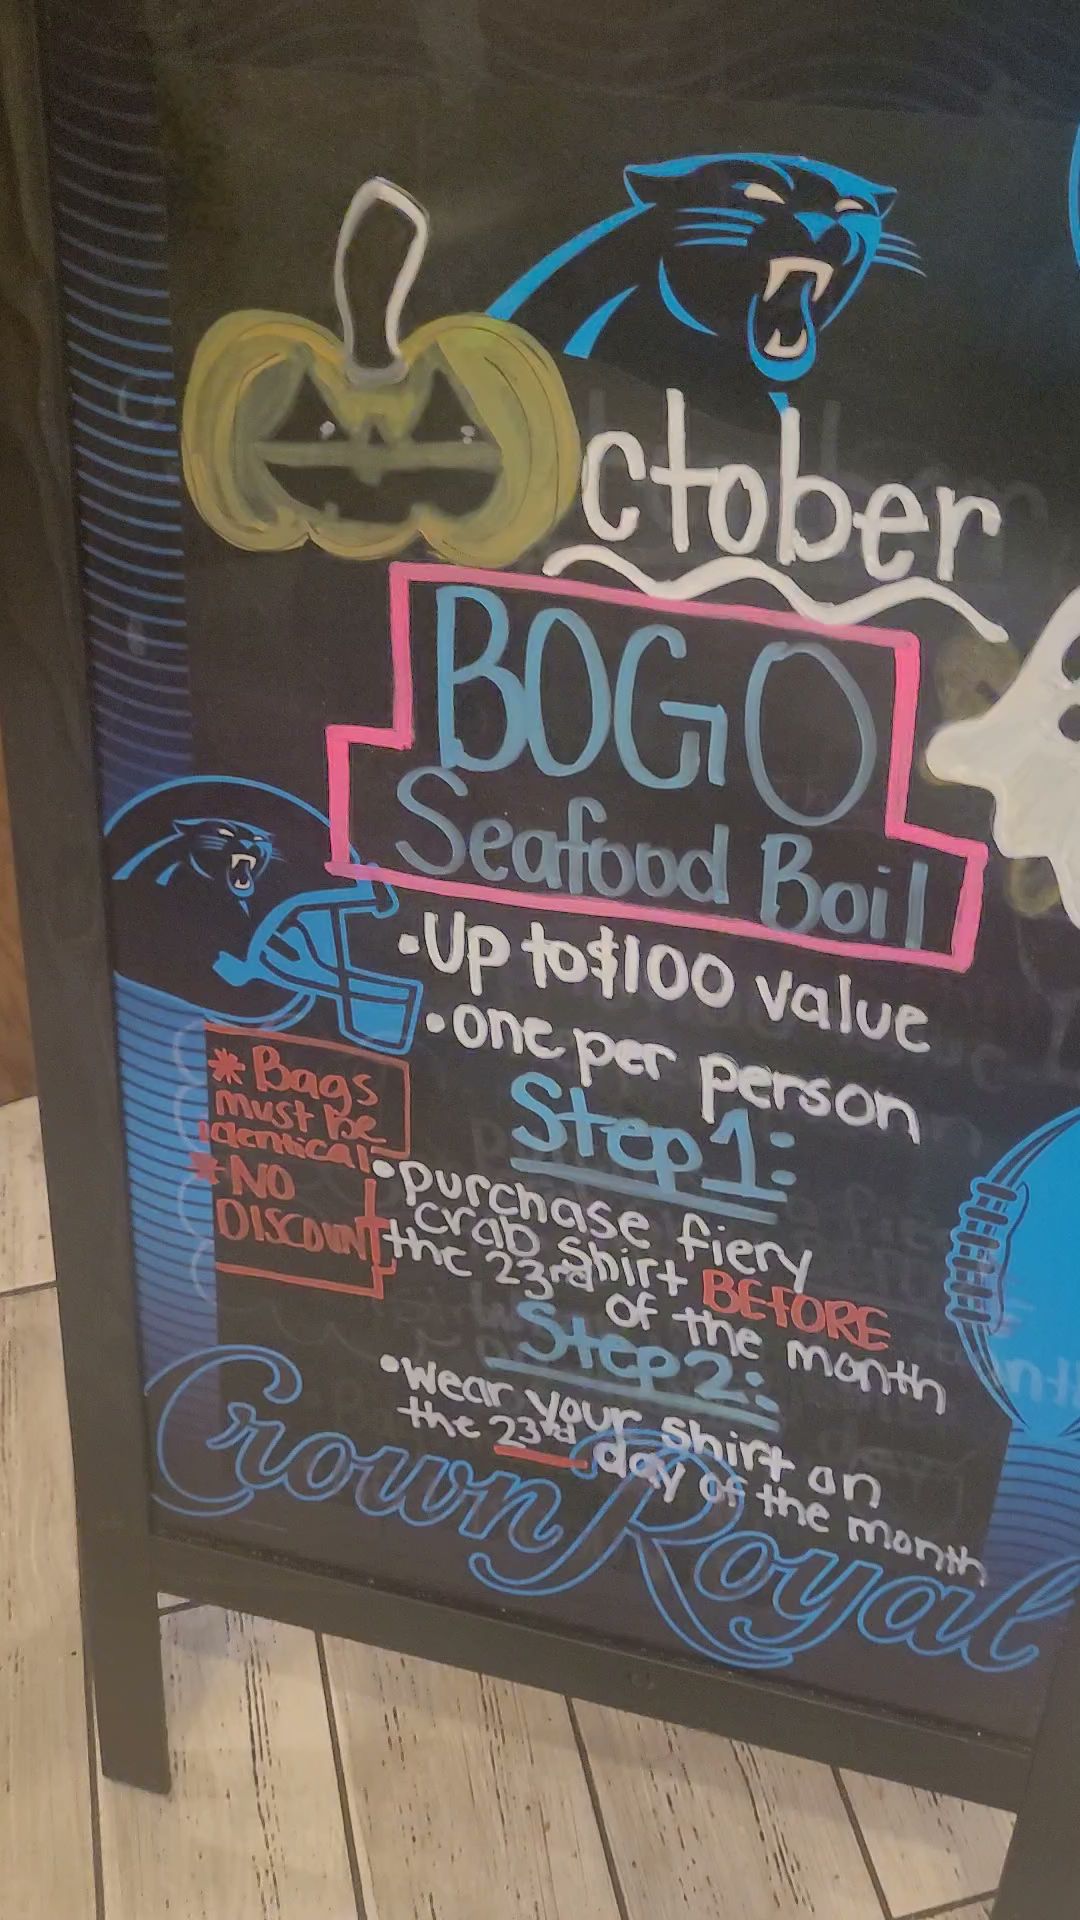 ctober
BOGO
Seafood Boil
•Up to $100 value
•one per person
* Bags
must be
identical
* NO
DISCOUNT
Step 1:
•purchase fiery
crab shirt BEFORE
the 23rd of the month
Step 2:
•wear your shirt on
the 23rd day of the month
Crown Royal